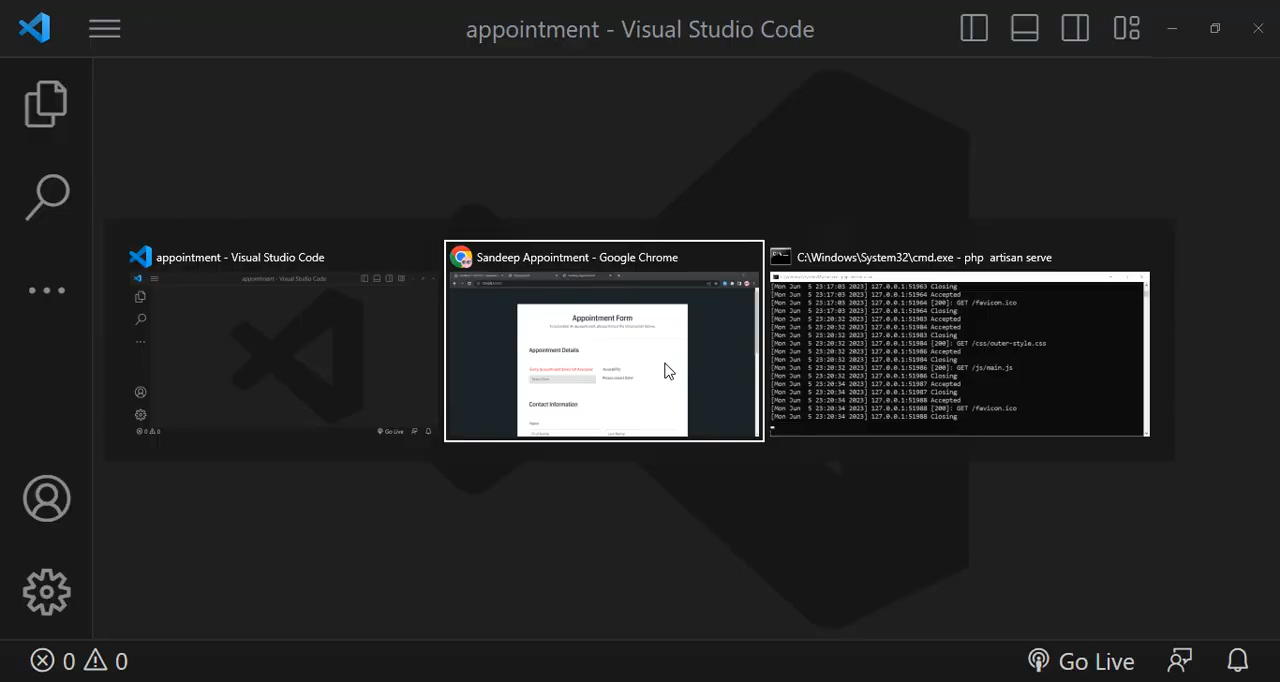 appointment - Visual Studio Code
appointment - Visual Studio Code
appointment - Visual Studio Code
Go Live
Sandeep Appointment - Google Chrome
Appointment Form
Appointment Details
Please select Date!
Contact Information
Name
First Name
Last Name
C:\Windows\System32\cmd.exe - php artisan serve
[Mon Jun 5 23:17:03 2023] 127.0.0.1:51963 Closing
[Mon Jun 5 23:17:03 2023] 127.0.0.1:51964 Accepted
[Mon Jun 5 23:17:03 2023] 127.0.0.1:51964 [200]: GET /favicon.ico
[Mon Jun 5 23:17:03 2023] 127.0.0.1:51964 Closing
[Mon Jun 5 23:20:32 2023] 127.0.0.1:51983 Accepted
[Mon Jun 5 23:20:32 2023] 127.0.0.1:51984 Accepted
[Mon Jun 5 23:20:32 2023] 127.0.0.1:51983 Closing
[Mon Jun 5 23:20:32 2023] 127.0.0.1:51984 [200]: GET /css/outer-style.css
[Mon Jun 5 23:20:32 2023] 127.0.0.1:51986 Accepted
[Mon Jun 5 23:20:32 2023] 127.0.0.1:51984 Closing
[Mon Jun 5 23:20:32 2023] 127.0.0.1:51986 [200]: GET /js/main.js
[Mon Jun 5 23:20:32 2023] 127.0.0.1:51986 Closing
[Mon Jun 5 23:20:34 2023] 127.0.0.1:51987 Accepted
[Mon Jun 5 23:20:34 2023] 127.0.0.1:51987 Closing
[Mon Jun 5 23:20:34 2023] 127.0.0.1:51988 Accepted
[Mon Jun 5 23:20:34 2023] 127.0.0.1:51988 [200]: GET /favicon.ico
[Mon Jun 5 23:20:34 2023] 127.0.0.1:51988 Closing
0 0
Go Live